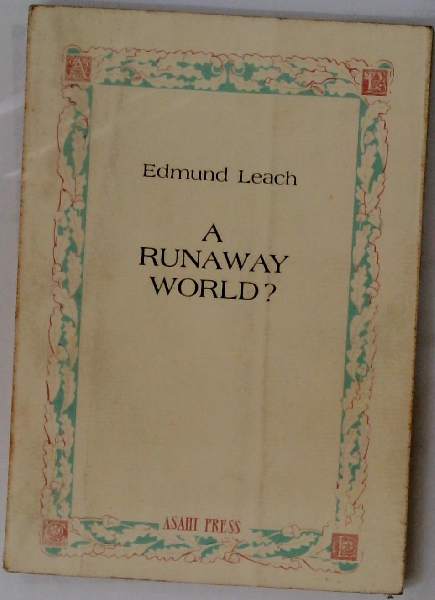 A P
Edmund Leach
A
RUNAWAY
WORLD?
ASAHI PRESS